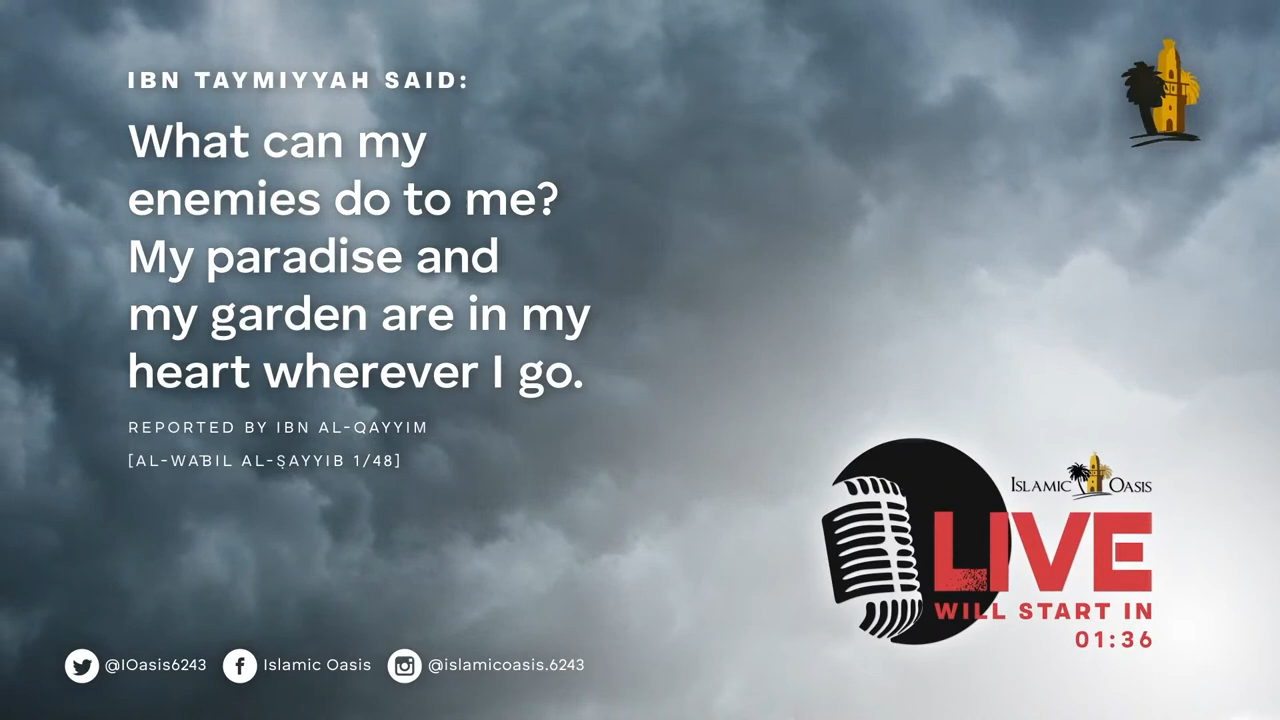 IBN TAYMIYYAH SAID:
What can my
enemies do to me?
My paradise and
my garden are in my
heart wherever I go.
REPORTED BY IBN AL-QAYYIM
[AL-WĀBIL AL-ṢAYYIB 1/48]
ISLAMIC OASIS
LIVE
WILL START IN
01:36
@IOasis6243 Islamic Oasis @islamicoasis.6243